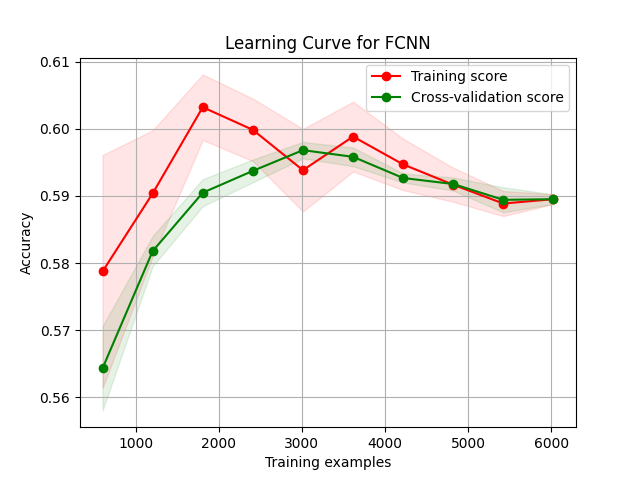 Learning Curve for FCNN
Training score
Cross-validation score
Accuracy
0.61
0.60
0.59
0.58
0.57
0.56
1000
2000
3000
4000
5000
6000
Training examples